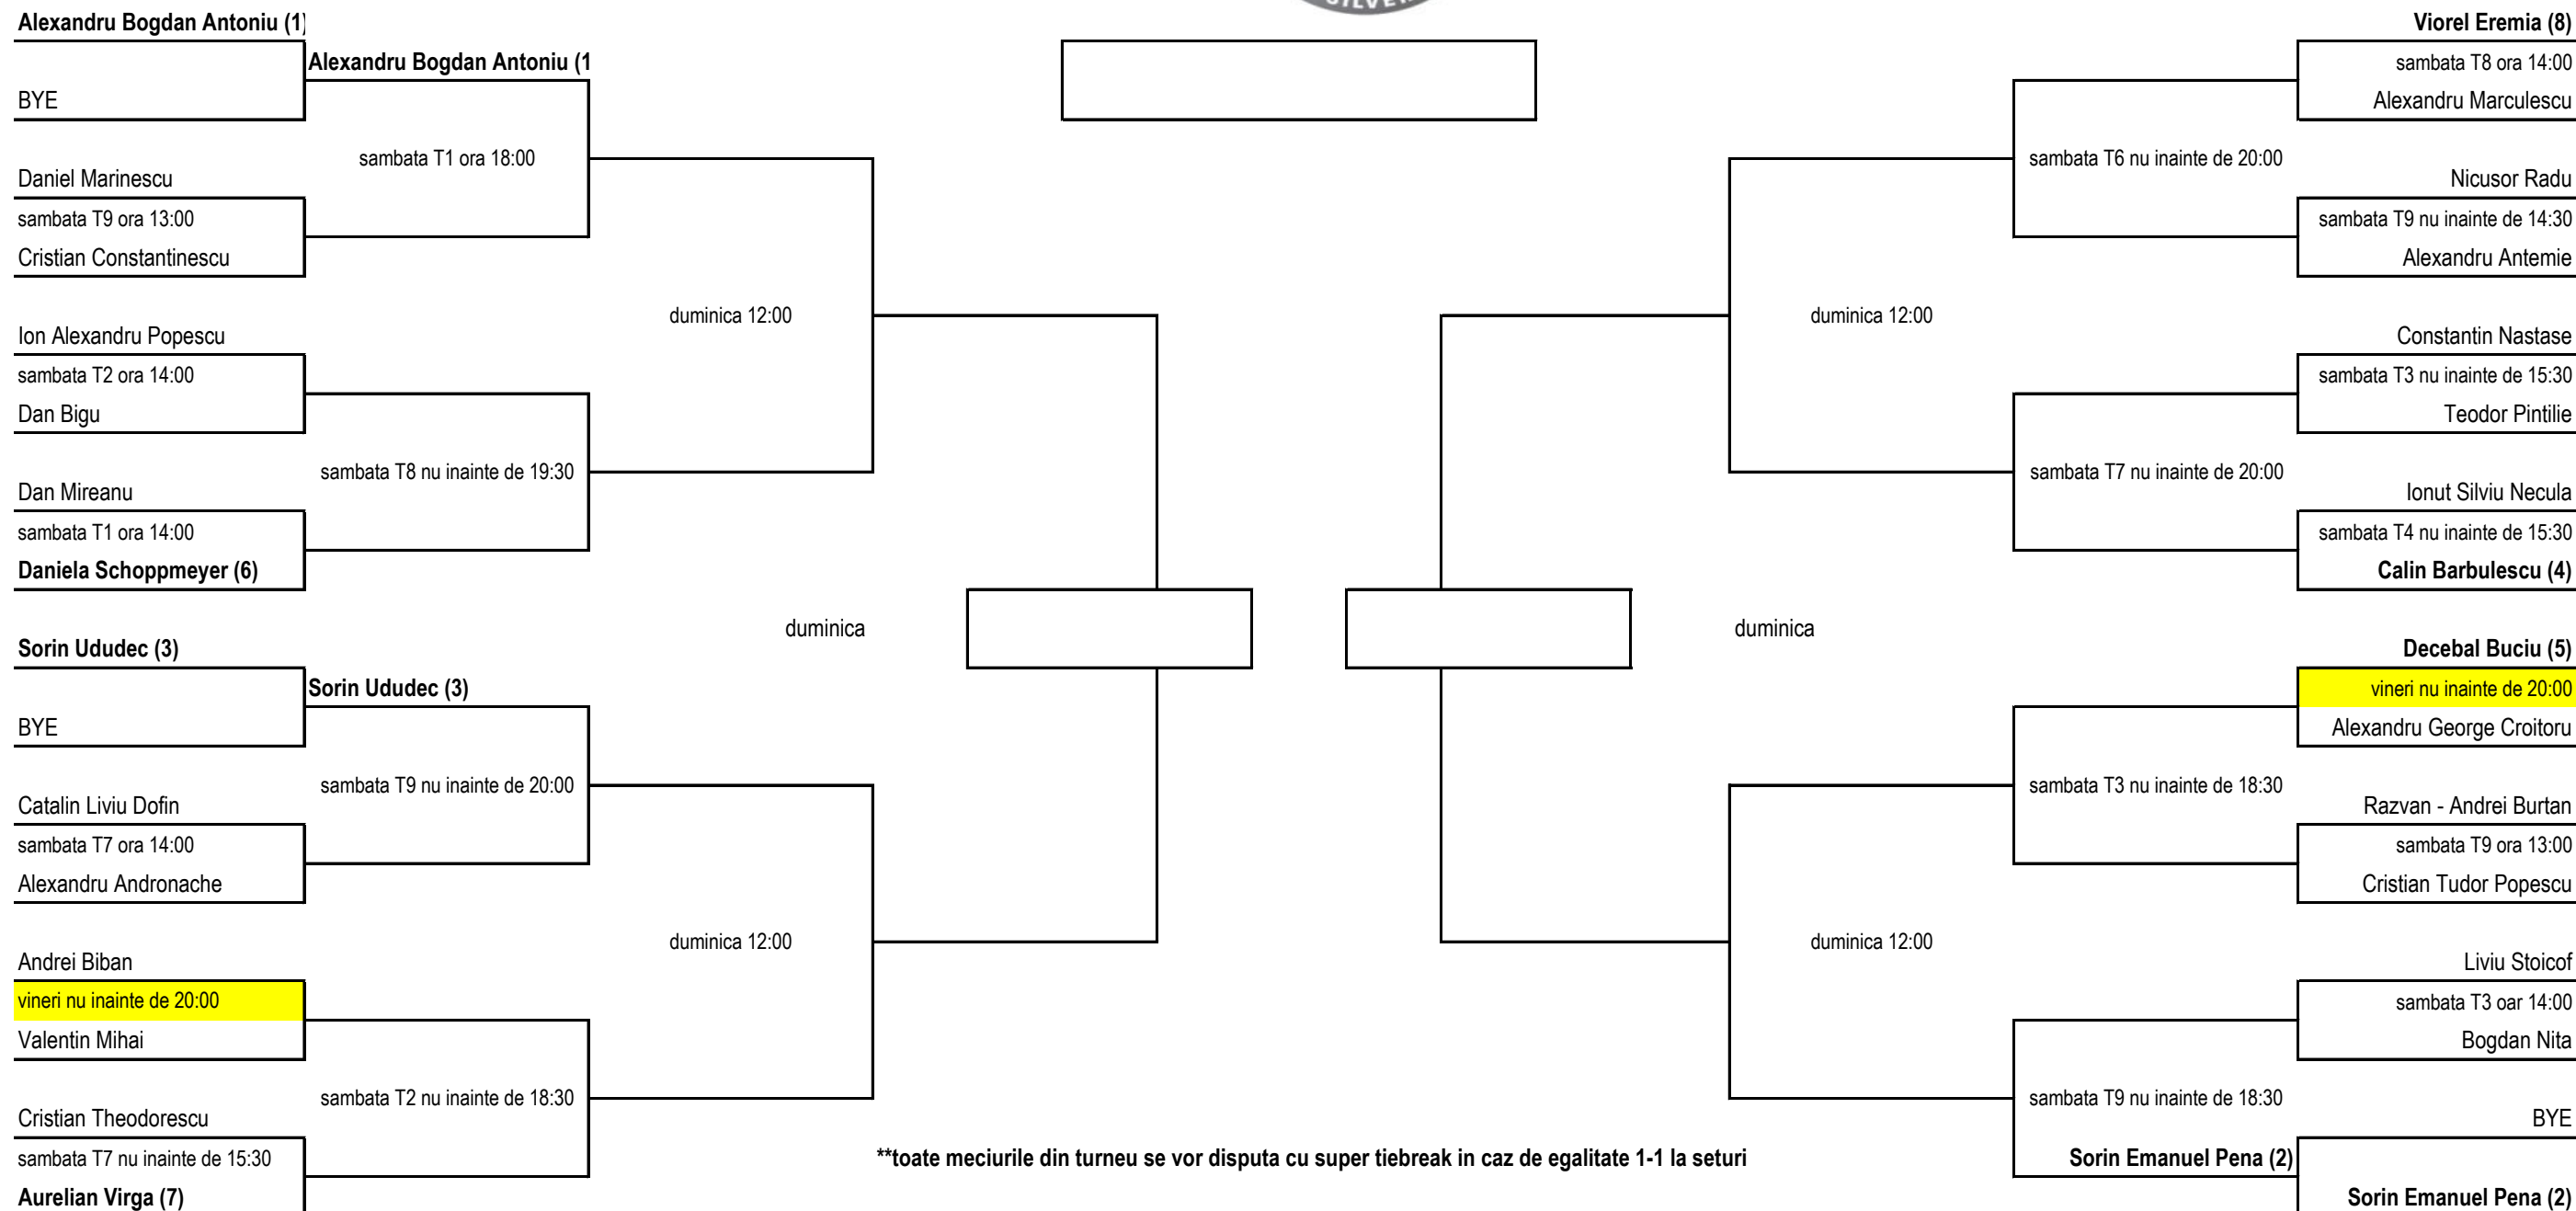 SILVER
Alexandru Bogdan Antoniu (1)
Alexandru Bogdan Antoniu (1
BYE
sambata T1 ora 18:00
Daniel Marinescu
sambata T9 ora 13:00
Cristian Constantinescu
duminica 12:00
Ion Alexandru Popescu
sambata T2 ora 14:00
Dan Bigu
sambata T8 nu inainte de 19:30
Dan Mireanu
sambata T1 ora 14:00
Daniela Schoppmeyer (6)
duminica
Sorin Ududec (3)
Sorin Ududec (3)
BYE
sambata T9 nu inainte de 20:00
Catalin Liviu Dofin
sambata T7 ora 14:00
Alexandru Andronache
duminica 12:00
Andrei Biban
vineri nu inainte de 20:00
Valentin Mihai
sambata T2 nu inainte de 18:30
Cristian Theodorescu
sambata T7 nu inainte de 15:30
Aurelian Virga (7)
**toate meciurile din turneu se vor disputa cu super tiebreak in caz de egalitate 1-1 la seturi
Viorel Eremia (8)
sambata T8 ora 14:00
Alexandru Marculescu
sambata T6 nu inainte de 20:00
Nicusor Radu
sambata T9 nu inainte de 14:30
Alexandru Antemie
duminica 12:00
Constantin Nastase
sambata T3 nu inainte de 15:30
Teodor Pintilie
sambata T7 nu inainte de 20:00
Ionut Silviu Necula
sambata T4 nu inainte de 15:30
Calin Barbulescu (4)
duminica
Decebal Buciu (5)
vineri nu inainte de 20:00
Alexandru George Croitoru
sambata T3 nu inainte de 18:30
Razvan - Andrei Burtan
sambata T9 ora 13:00
Cristian Tudor Popescu
duminica 12:00
Liviu Stoicof
sambata T3 oar 14:00
Bogdan Nita
sambata T9 nu inainte de 18:30
BYE
Sorin Emanuel Pena (2)
Sorin Emanuel Pena (2)